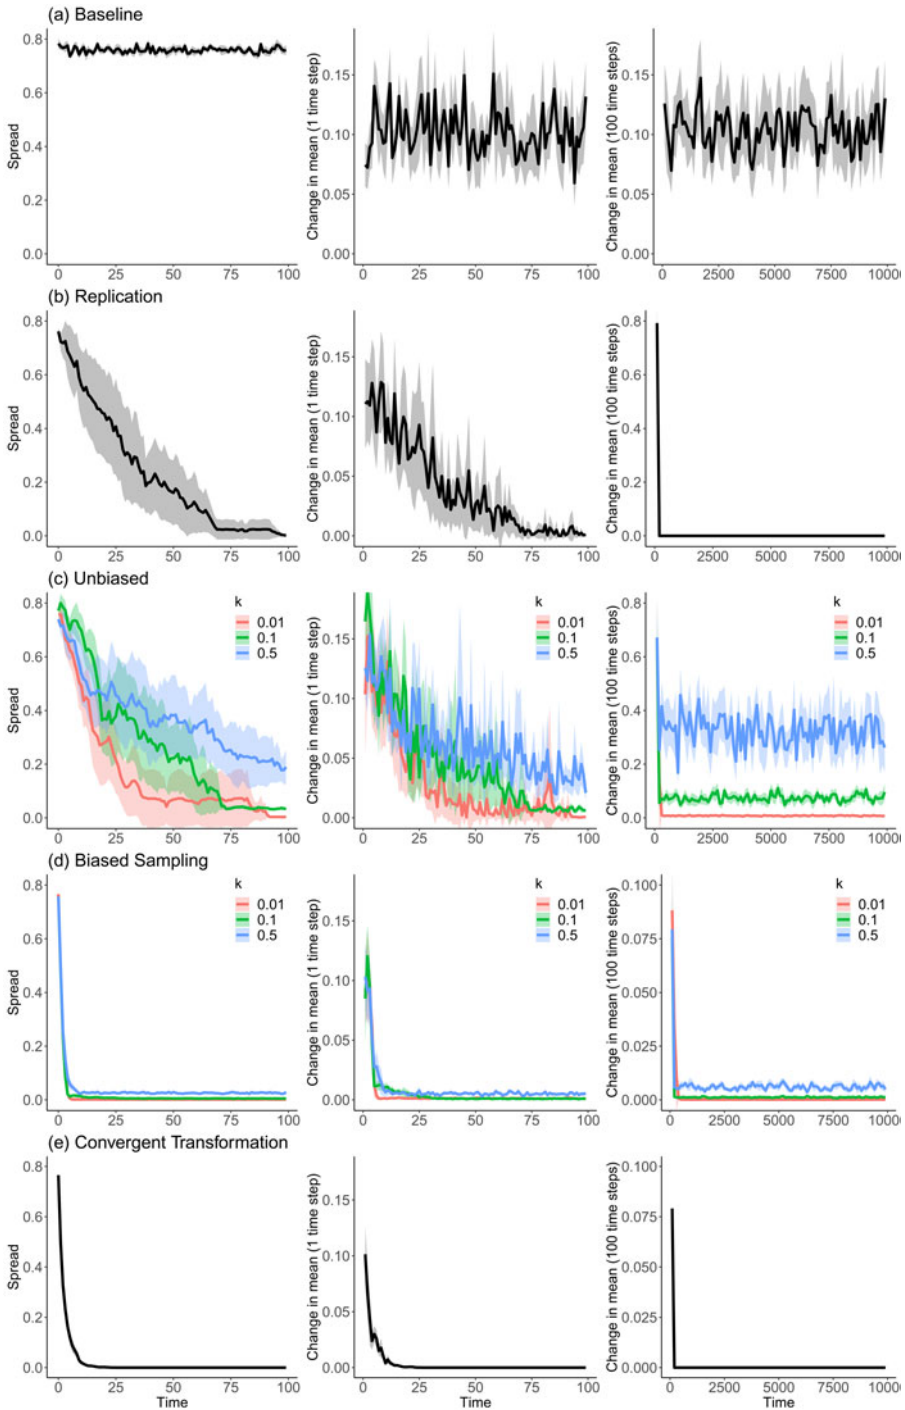 (a) Baseline
Spread
0.8
0.6
0.4
0.2
0.0
0 25 50 75 100
Change in mean (1 time step)
0.15
0.10
0.05
0.00
0 25 50 75 100
Change in mean (100 time steps)
0.15
0.10
0.05
0.00
0 2500 5000 7500 10000
(b) Replication
Spread
0.8
0.6
0.4
0.2
0.0
0 25 50 75 100
Change in mean (1 time step)
0.15
0.10
0.05
0.00
0 25 50 75 100
Change in mean (100 time steps)
0.8
0.6
0.4
0.2
0.0
0 2500 5000 7500 10000
(c) Unbiased
Spread
0.8
0.6
0.4
0.2
0.0
k
0.01
0.1
0.5
0 25 50 75 100
Change in mean (1 time step)
0.15
0.10
0.05
0.00
k
0.01
0.1
0.5
0 25 50 75 100
Change in mean (100 time steps)
0.8
0.6
0.4
0.2
0.0
k
0.01
0.1
0.5
0 2500 5000 7500 10000
(d) Biased Sampling
Spread
0.8
0.6
0.4
0.2
0.0
k
0.01
0.1
0.5
0 25 50 75 100
Change in mean (1 time step)
0.15
0.10
0.05
0.00
k
0.01
0.1
0.5
0 25 50 75 100
Change in mean (100 time steps)
0.100
0.075
0.050
0.025
0.000
k
0.01
0.1
0.5
0 2500 5000 7500 10000
(e) Convergent Transformation
Spread
0.8
0.6
0.4
0.2
0.0
0 25 50 75 100
Time
Change in mean (1 time step)
0.15
0.10
0.05
0.00
0 25 50 75 100
Time
Change in mean (100 time steps)
0.100
0.075
0.050
0.025
0.000
0 2500 5000 7500 10000
Time